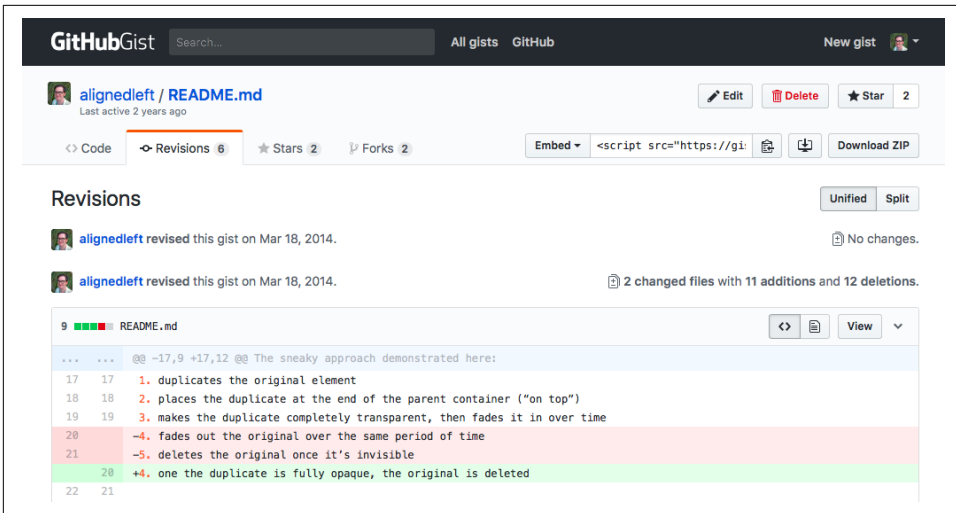 GitHubGist Search... All gists GitHub New gist
alignedleft / README.md Edit Delete Star 2
Last active 2 years ago
Code Revisions 6 Stars 2 Forks 2 Embed <script src="https://gi Download ZIP
Revisions Unified Split
alignedleft revised this gist on Mar 18, 2014. No changes.
alignedleft revised this gist on Mar 18, 2014. 2 changed files with 11 additions and 12 deletions.
9 README.md <> View
... ... @@ -17,9 +17,12 @@ The sneaky approach demonstrated here:
17 17 1. duplicates the original element
18 18 2. places the duplicate at the end of the parent container (“on top”)
19 19 3. makes the duplicate completely transparent, then fades it in over time
20 -4. fades out the original over the same period of time
21 -5. deletes the original once it’s invisible
20 +4. one the duplicate is fully opaque, the original is deleted
22 21